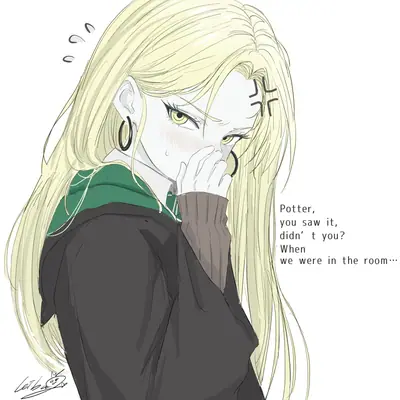 Potter,
you saw it,
didn't you?
When
we were in the room…